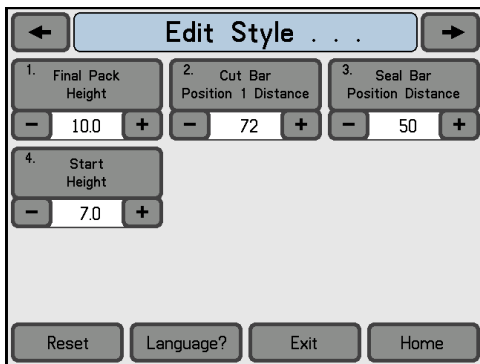 Edit Style . . .
1. Final Pack
Height
2. Cut Bar
Position 1 Distance
3. Seal Bar
Position Distance
− 10.0 +
− 72 +
− 50 +
4. Start
Height
− 7.0 +
Reset
Language?
Exit
Home